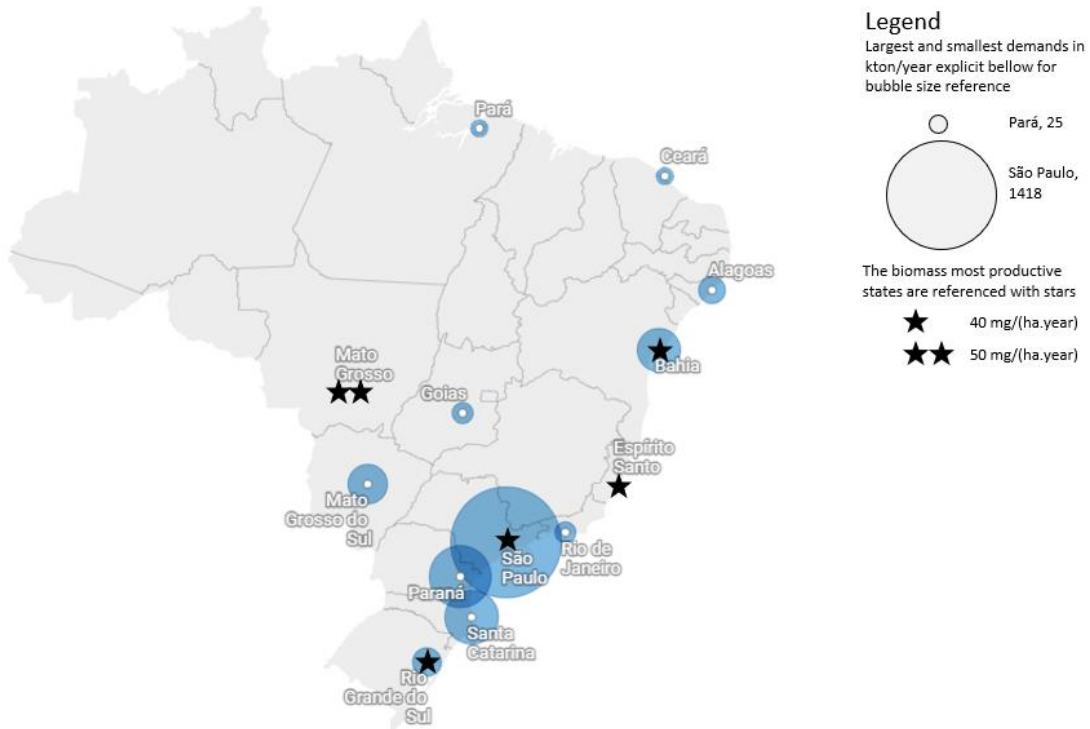 Legend
Largest and smallest demands in
kton/year explicit bellow for
bubble size reference
Pará, 25
São Paulo,
1418
The biomass most productive
states are referenced with stars
40 mg/(ha.year)
50 mg/(ha.year)
Pará
Ceará
Alagoas
Bahia
Mato
Grosso
Goias
Espírito
Santo
Mato
Grosso do
Sul
São
Paulo
Rio de
Janeiro
Paraná
Santa
Catarina
Rio
Grande do
Sul